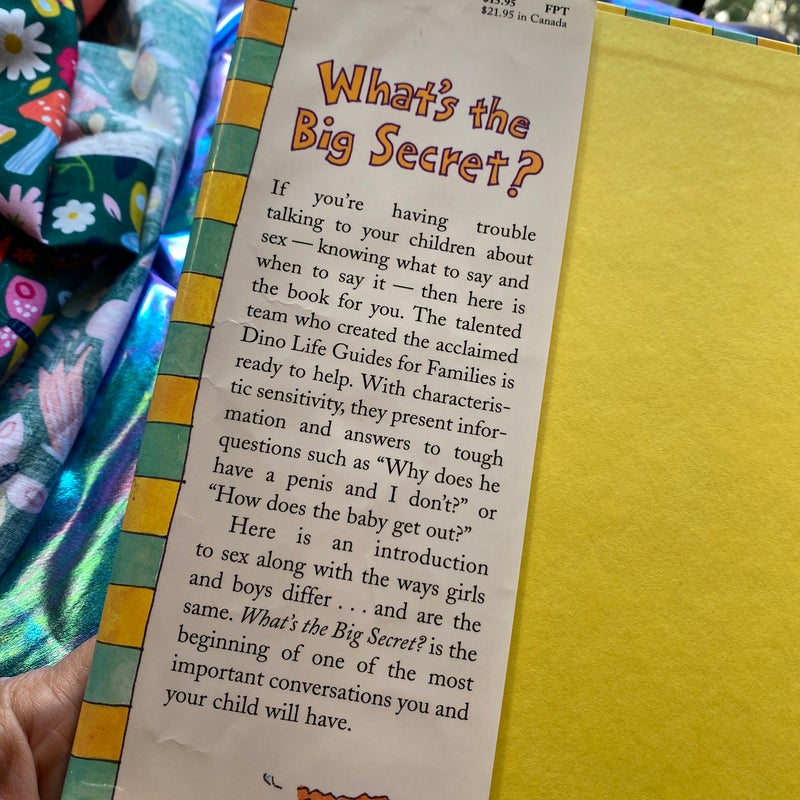 $15.95 FPT
$21.95 in Canada
What's the
Big Secret?
If you're having trouble
talking to your children about
sex — knowing what to say and
when to say it — then here is
the book for you. The talented
team who created the acclaimed
Dino Life Guides for Families is
ready to help. With characteris-
tic sensitivity, they present infor-
mation and answers to tough
questions such as “Why does he
have a penis and I don't?” or
“How does the baby get out?”
Here is an introduction
to sex along with the ways girls
and boys differ . . . and are the
same. What's the Big Secret? is the
beginning of one of the most
important conversations you and
your child will have.